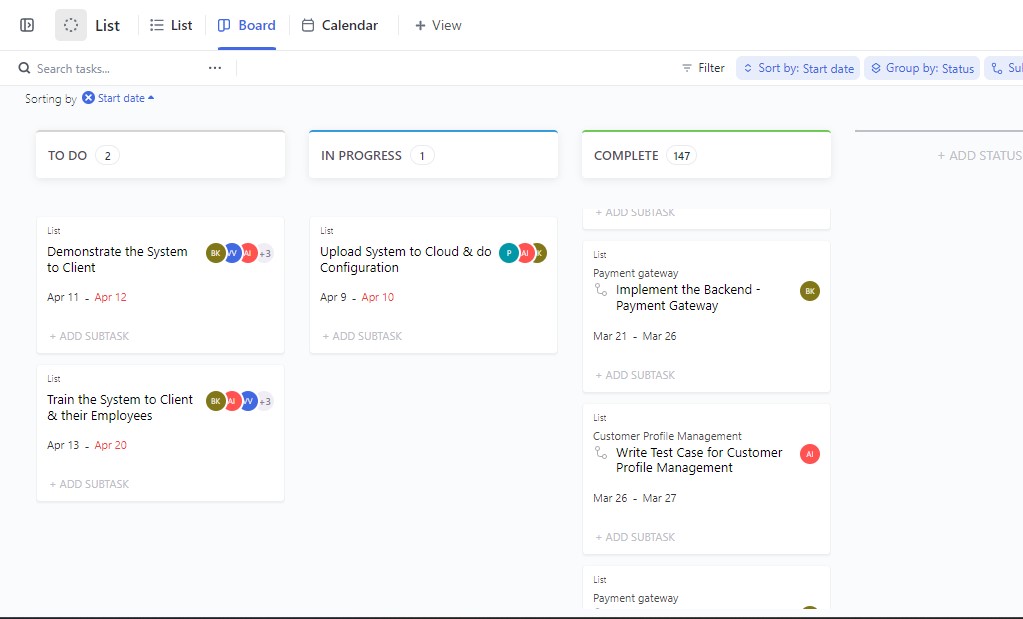 List List Board Calendar + View
Search tasks... ... Filter Sort by: Start date Group by: Status
Sorting by Start date
TO DO 2
List
Demonstrate the System
to Client
BK VV AI +3
Apr 11 - Apr 12
+ ADD SUBTASK
List
Train the System to Client
& their Employees
BK AI VV +3
Apr 13 - Apr 20
+ ADD SUBTASK
IN PROGRESS 1
List
Upload System to Cloud & do
Configuration
P AI K
Apr 9 - Apr 10
+ ADD SUBTASK
COMPLETE 147
+ ADD SUBTASK
List
Payment gateway
Implement the Backend -
Payment Gateway
BK
Mar 21 - Mar 26
+ ADD SUBTASK
List
Customer Profile Management
Write Test Case for Customer
Profile Management
AI
Mar 26 - Mar 27
+ ADD SUBTASK
List
Payment gateway
+ ADD STATUS